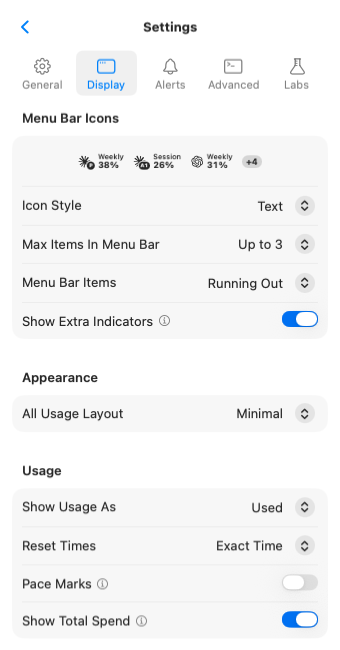 Settings
General Display Alerts Advanced Labs
Menu Bar Icons
Weekly Session Weekly
P 38% A1 26% 31% +4
Icon Style Text
Max Items In Menu Bar Up to 3
Menu Bar Items Running Out
Show Extra Indicators
Appearance
All Usage Layout Minimal
Usage
Show Usage As Used
Reset Times Exact Time
Pace Marks
Show Total Spend